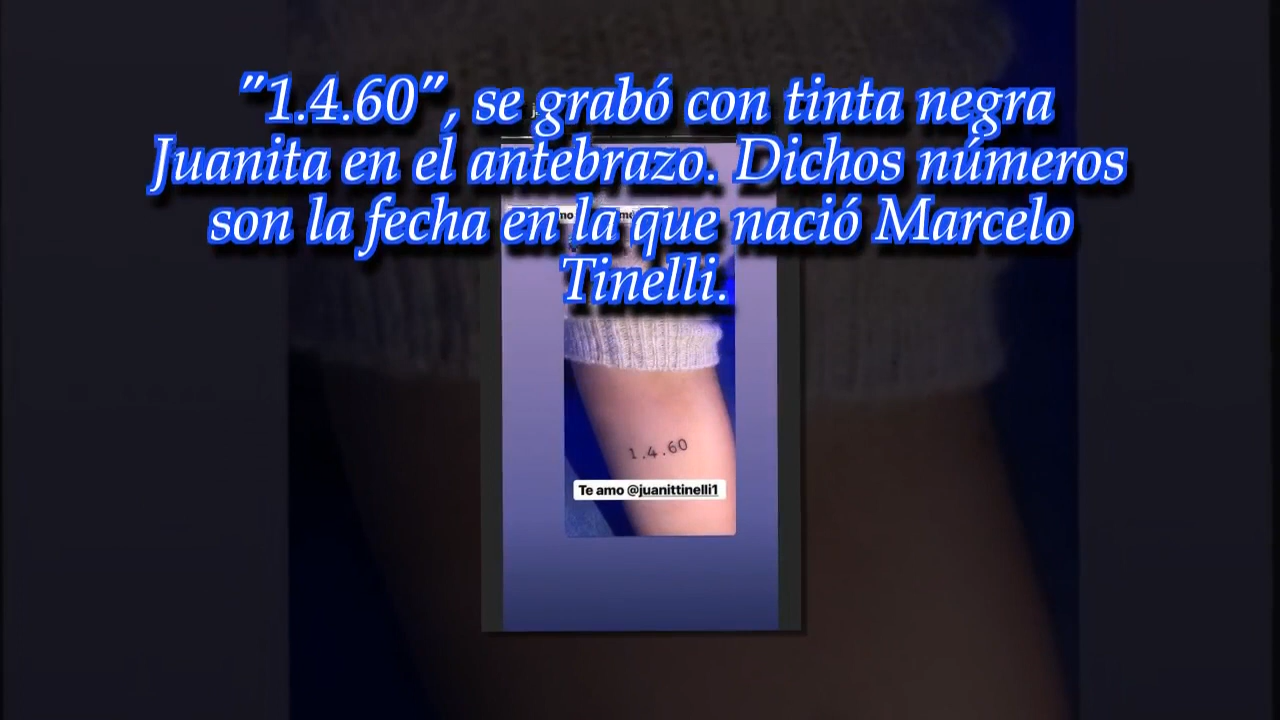 "1.4.60", se grabó con tinta negra
Juanita en el antebrazo. Dichos números
son la fecha en la que nació Marcelo
Tinelli.
1.4.60
Te amo @juanittinelli1